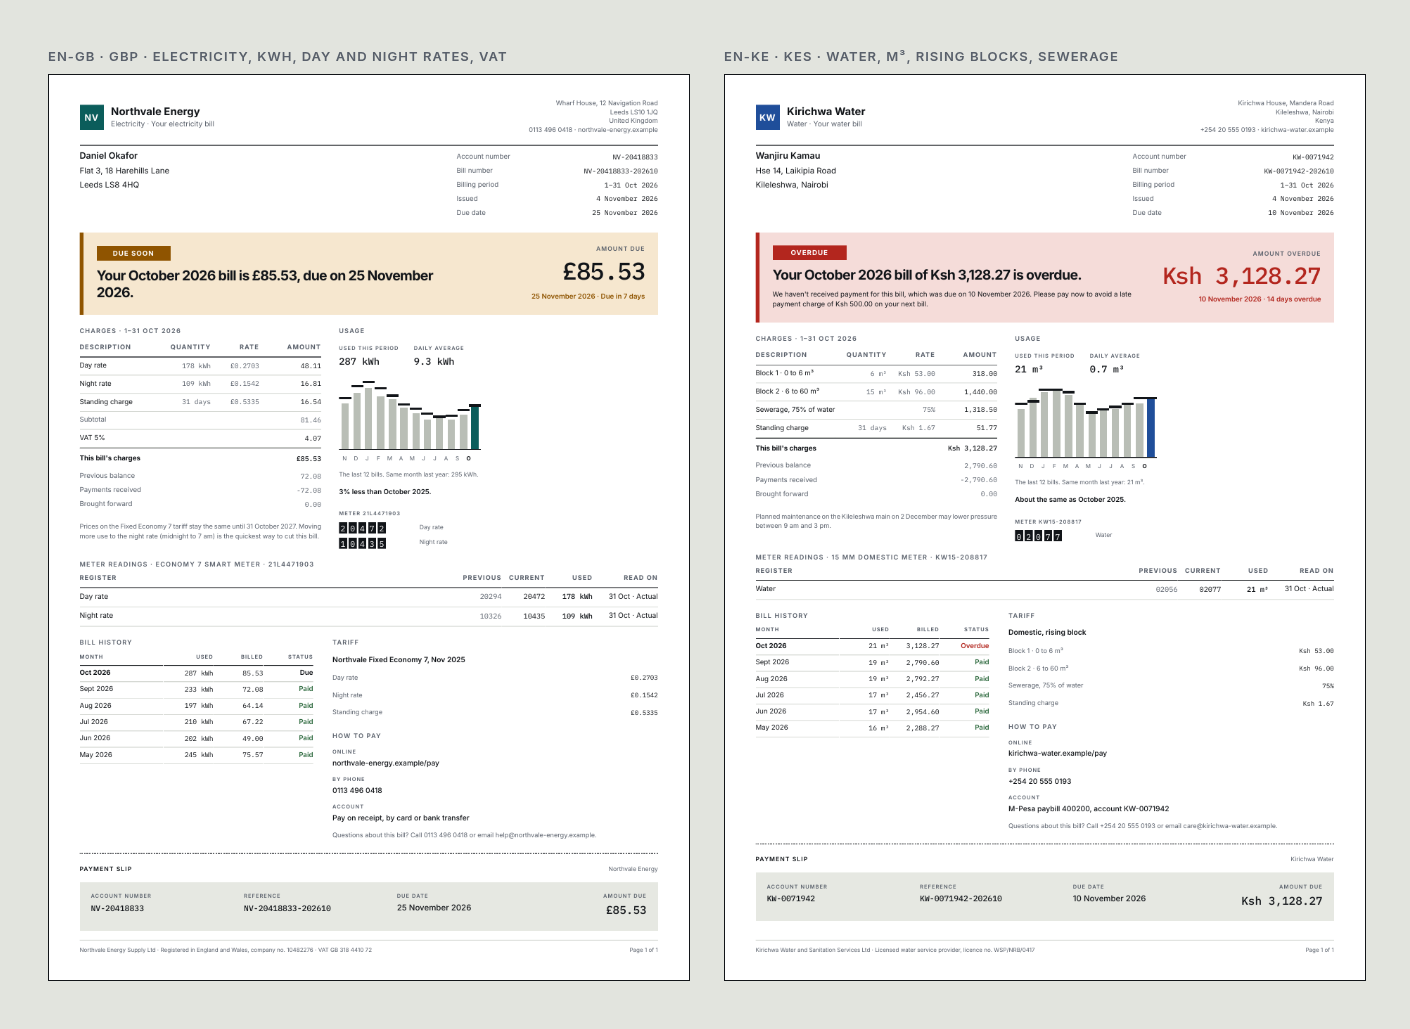 EN-GB · GBP · ELECTRICITY, KWH, DAY AND NIGHT RATES, VAT
NV
Northvale Energy
Electricity · Your electricity bill
Wharf House, 12 Navigation Road
Leeds LS10 1JQ
United Kingdom
0113 496 0418 · northvale-energy.example
Daniel Okafor
Flat 3, 18 Harehills Lane
Leeds LS8 4HQ
Account number NV-20418833
Bill number NV-20418833-202610
Billing period 1–31 Oct 2026
Issued 4 November 2026
Due date 25 November 2026
DUE SOON
Your October 2026 bill is £85.53, due on 25 November
2026.
AMOUNT DUE
£85.53
25 November 2026 · Due in 7 days
CHARGES · 1–31 OCT 2026
DESCRIPTION QUANTITY RATE AMOUNT
Day rate 178 kWh £0.2703 48.11
Night rate 109 kWh £0.1542 16.81
Standing charge 31 days £0.5335 16.54
Subtotal 81.46
VAT 5% 4.07
This bill's charges £85.53
Previous balance 72.08
Payments received -72.08
Brought forward 0.00
Prices on the Fixed Economy 7 tariff stay the same until 31 October 2027. Moving
more use to the night rate (midnight to 7 am) is the quickest way to cut this bill.
USAGE
USED THIS PERIOD DAILY AVERAGE
287 kWh 9.3 kWh
N D J F M A M J J A S O
The last 12 bills. Same month last year: 295 kWh.
3% less than October 2025.
METER 21L4471903
20472 Day rate
10435 Night rate
METER READINGS · ECONOMY 7 SMART METER · 21L4471903
REGISTER PREVIOUS CURRENT USED READ ON
Day rate 20294 20472 178 kWh 31 Oct · Actual
Night rate 10326 10435 109 kWh 31 Oct · Actual
BILL HISTORY
MONTH USED BILLED STATUS
Oct 2026 287 kWh 85.53 Due
Sept 2026 233 kWh 72.08 Paid
Aug 2026 197 kWh 64.14 Paid
Jul 2026 210 kWh 67.22 Paid
Jun 2026 202 kWh 49.00 Paid
May 2026 245 kWh 75.57 Paid
TARIFF
Northvale Fixed Economy 7, Nov 2025
Day rate £0.2703
Night rate £0.1542
Standing charge £0.5335
HOW TO PAY
ONLINE
northvale-energy.example/pay
BY PHONE
0113 496 0418
ACCOUNT
Pay on receipt, by card or bank transfer
Questions about this bill? Call 0113 496 0418 or email help@northvale-energy.example.
PAYMENT SLIP Northvale Energy
ACCOUNT NUMBER REFERENCE DUE DATE AMOUNT DUE
NV-20418833 NV-20418833-202610 25 November 2026 £85.53
Northvale Energy Supply Ltd · Registered in England and Wales, company no. 10482276 · VAT GB 318 4410 72 Page 1 of 1
EN-KE · KES · WATER, M³, RISING BLOCKS, SEWERAGE
KW
Kirichwa Water
Water · Your water bill
Kirichwa House, Mandera Road
Kileleshwa, Nairobi
Kenya
+254 20 555 0193 · kirichwa-water.example
Wanjiru Kamau
Hse 14, Laikipia Road
Kileleshwa, Nairobi
Account number KW-0071942
Bill number KW-0071942-202610
Billing period 1–31 Oct 2026
Issued 4 November 2026
Due date 10 November 2026
OVERDUE
Your October 2026 bill of Ksh 3,128.27 is overdue.
We haven't received payment for this bill, which was due on 10 November 2026. Please pay now to avoid a late
payment charge of Ksh 500.00 on your next bill.
AMOUNT OVERDUE
Ksh 3,128.27
10 November 2026 · 14 days overdue
CHARGES · 1–31 OCT 2026
DESCRIPTION QUANTITY RATE AMOUNT
Block 1 · 0 to 6 m³ 6 m³ Ksh 53.00 318.00
Block 2 · 6 to 60 m³ 15 m³ Ksh 96.00 1,440.00
Sewerage, 75% of water 75% 1,318.50
Standing charge 31 days Ksh 1.67 51.77
This bill's charges Ksh 3,128.27
Previous balance 2,790.60
Payments received -2,790.60
Brought forward 0.00
Planned maintenance on the Kileleshwa main on 2 December may lower pressure
between 9 am and 3 pm.
USAGE
USED THIS PERIOD DAILY AVERAGE
21 m³ 0.7 m³
N D J F M A M J J A S O
The last 12 bills. Same month last year: 21 m³.
About the same as October 2025.
METER KW15-208817
02077 Water
METER READINGS · 15 MM DOMESTIC METER · KW15-208817
REGISTER PREVIOUS CURRENT USED READ ON
Water 02056 02077 21 m³ 31 Oct · Actual
BILL HISTORY
MONTH USED BILLED STATUS
Oct 2026 21 m³ 3,128.27 Overdue
Sept 2026 19 m³ 2,790.60 Paid
Aug 2026 19 m³ 2,792.27 Paid
Jul 2026 17 m³ 2,456.27 Paid
Jun 2026 17 m³ 2,954.60 Paid
May 2026 16 m³ 2,288.27 Paid
TARIFF
Domestic, rising block
Block 1 · 0 to 6 m³ Ksh 53.00
Block 2 · 6 to 60 m³ Ksh 96.00
Sewerage, 75% of water 75%
Standing charge Ksh 1.67
HOW TO PAY
ONLINE
kirichwa-water.example/pay
BY PHONE
+254 20 555 0193
ACCOUNT
M-Pesa paybill 400200, account KW-0071942
Questions about this bill? Call +254 20 555 0193 or email care@kirichwa-water.example.
PAYMENT SLIP Kirichwa Water
ACCOUNT NUMBER REFERENCE DUE DATE AMOUNT DUE
KW-0071942 KW-0071942-202610 10 November 2026 Ksh 3,128.27
Kirichwa Water and Sanitation Services Ltd · Licensed water service provider, licence no. WSP/NRB/0417 Page 1 of 1